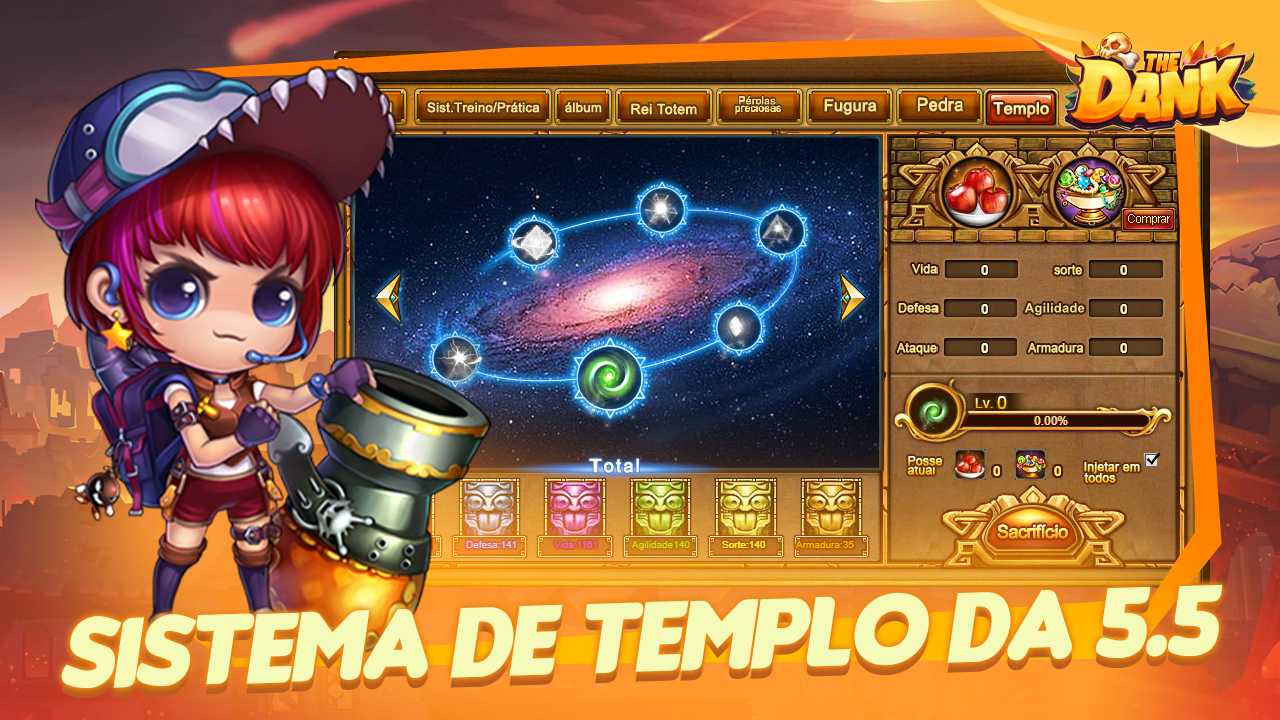 THE
DANK
Sist.Treino/Prática
álbum
Rei Totem
Pérolas
preciosas
Fugura
Pedra
Templo
Comprar
Vida 0
sorte 0
Defesa 0
Agilidade 0
Ataque 0
Armadura 0
Lv. 0
0.00%
Posse
atual
0
0
Injetar em
todos
Sacrifício
Total
Defesa:141
Vida:1161
Agilidade140
Sorte:140
Armadura:35
SISTEMA DE TEMPLO DA 5.5